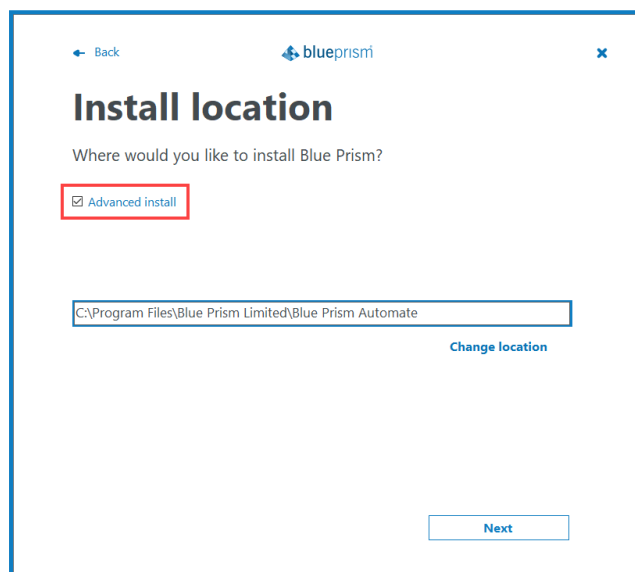 Back
blueprism
Install location
Where would you like to install Blue Prism?
Advanced install
C:\Program Files\Blue Prism Limited\Blue Prism Automate
Change location
Next